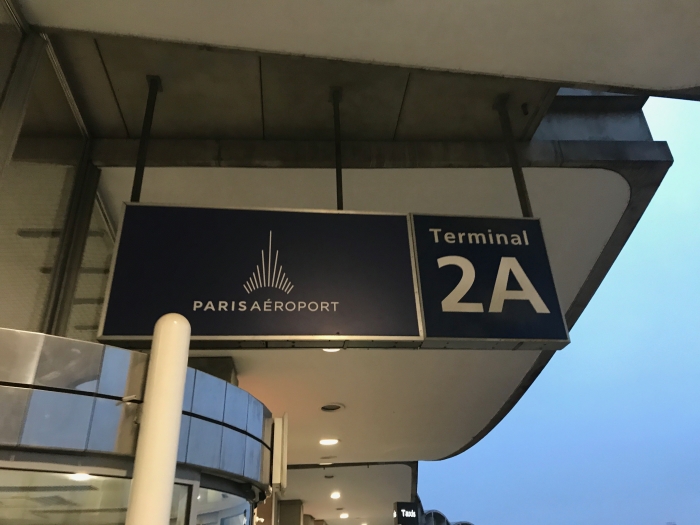 PARISAÉROPORT
Terminal
2A
Taxis